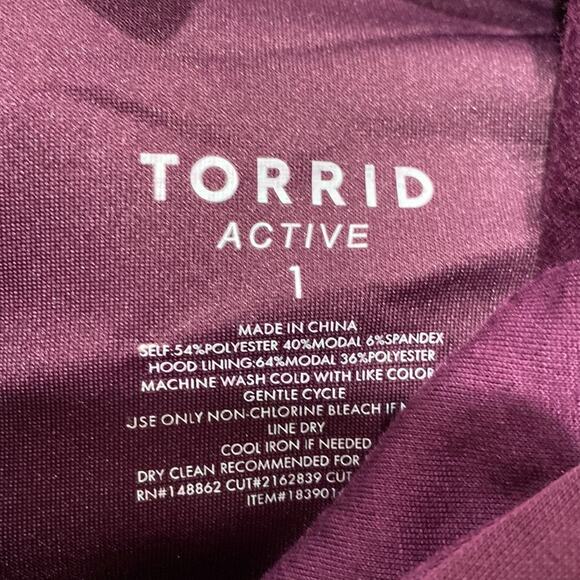 TORRID
ACTIVE
1
MADE IN CHINA
SELF:54%POLYESTER 40%MODAL 6%SPANDEX
HOOD LINING:64%MODAL 36%POLYESTER
MACHINE WASH COLD WITH LIKE COLOR
GENTLE CYCLE
USE ONLY NON-CHLORINE BLEACH IF
LINE DRY
COOL IRON IF NEEDED
DRY CLEAN RECOMMENDED FOR
RN#148862 CUT#2162839 CUT
ITEM#183901